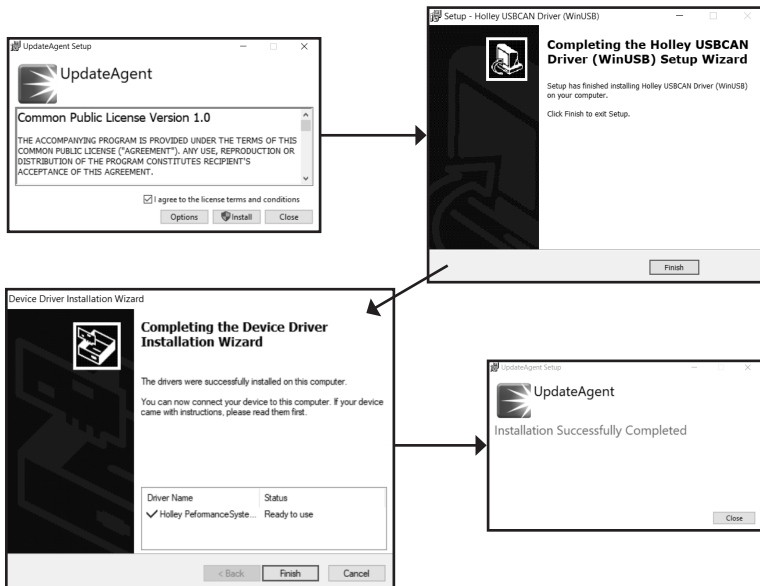 UpdateAgent Setup
UpdateAgent
Common Public License Version 1.0
THE ACCOMPANYING PROGRAM IS PROVIDED UNDER THE TERMS OF THIS
COMMON PUBLIC LICENSE ("AGREEMENT"). ANY USE, REPRODUCTION OR
DISTRIBUTION OF THE PROGRAM CONSTITUTES RECIPIENT'S
ACCEPTANCE OF THIS AGREEMENT.
I agree to the license terms and conditions
Options Install Close
Setup - Holley USBCAN Driver (WinUSB)
Completing the Holley USBCAN
Driver (WinUSB) Setup Wizard
Setup has finished installing Holley USBCAN Driver (WinUSB)
on your computer.
Click Finish to exit Setup.
Finish
Device Driver Installation Wizard
Completing the Device Driver
Installation Wizard
The drivers were successfully installed on this computer.
You can now connect your device to this computer. If your device
came with instructions, please read them first.
Driver Name Status
Holley PeformanceSyste... Ready to use
< Back Finish Cancel
UpdateAgent Setup
UpdateAgent
Installation Successfully Completed
Close